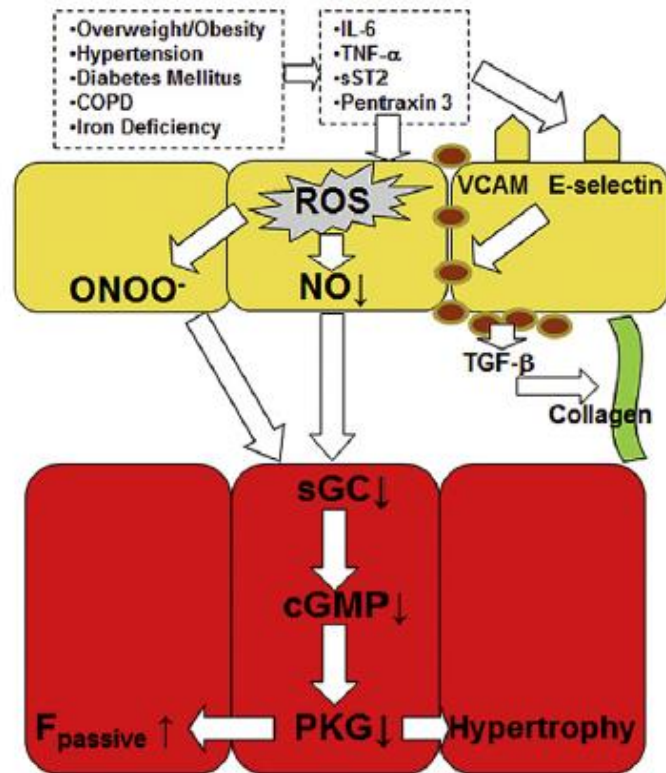 •Overweight/Obesity
•Hypertension
•Diabetes Mellitus
•COPD
•Iron Deficiency
•IL-6
•TNF-α
•sST2
•Pentraxin 3
VCAM E-selectin
ROS
ONOO-
NO↓
TGF-β
Collagen
sGC↓
cGMP↓
Fpassive ↑
PKG↓
Hypertrophy